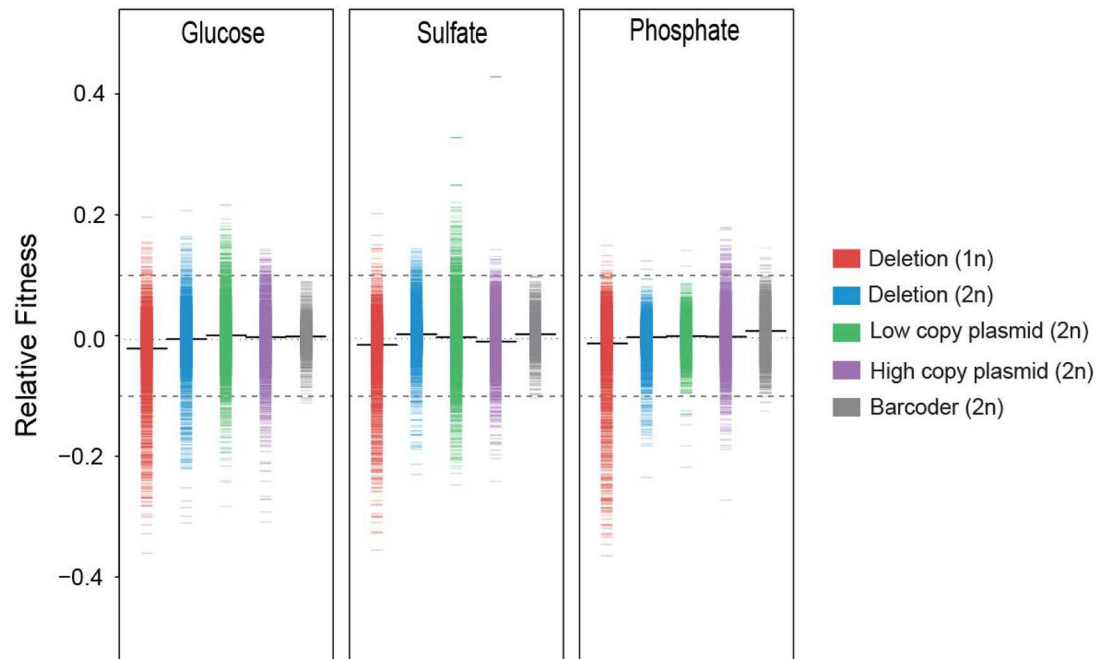 Glucose
Sulfate
Phosphate
Relative Fitness
0.4
0.2
0.0
−0.2
−0.4
Deletion (1n)
Deletion (2n)
Low copy plasmid (2n)
High copy plasmid (2n)
Barcoder (2n)